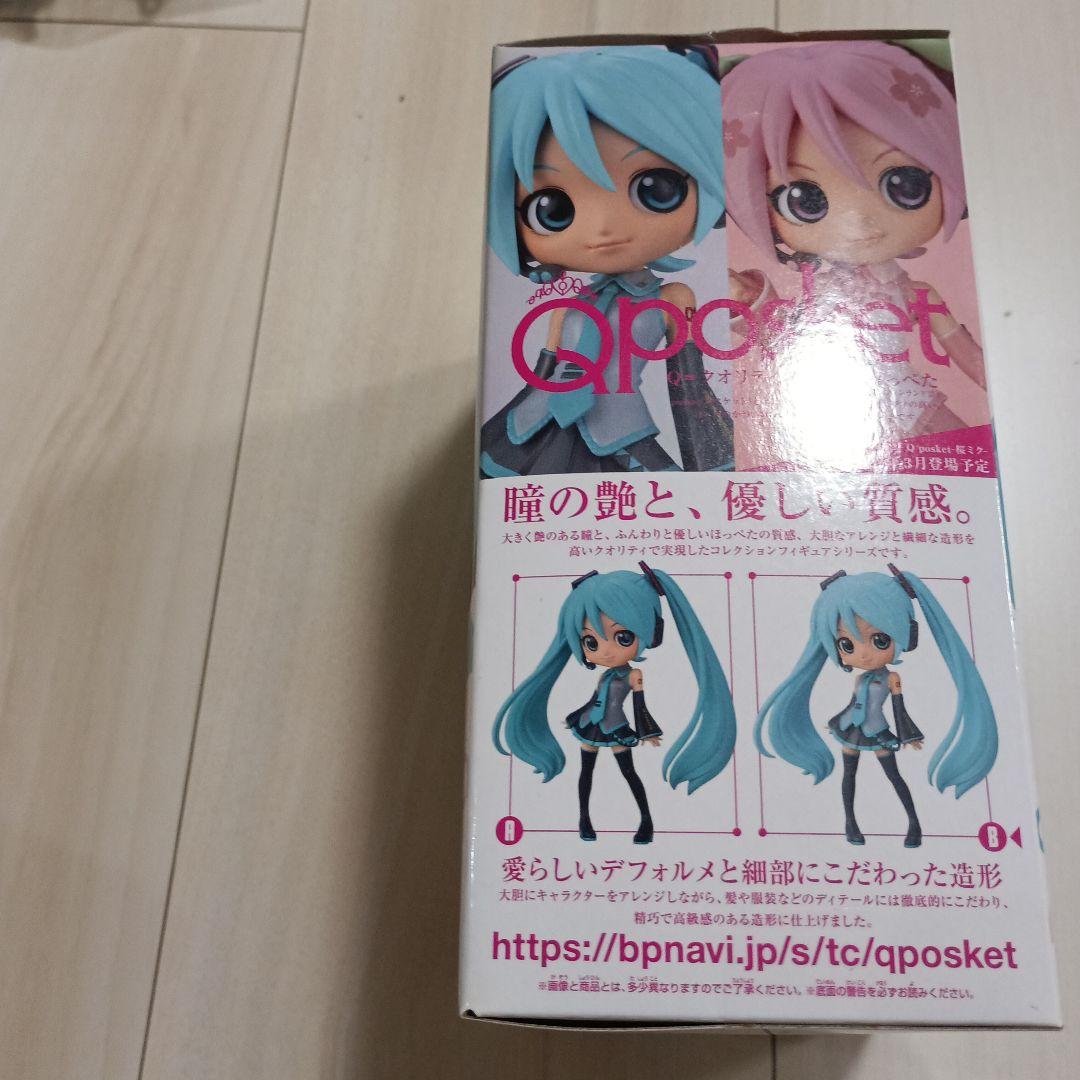 Qposket
Q=クオリティ ほっぺた
Q posket-桜ミク-
3月登場予定
瞳の艶と、優しい質感。
大きく艶のある瞳と、ふんわりと優しいほっぺたの質感、大胆なアレンジと繊細な造形を
高いクオリティで実現したコレクションフィギュアシリーズです。
A
B
愛らしいデフォルメと細部にこだわった造形
大胆にキャラクターをアレンジしながら、髪や服装などのディテールには徹底的にこだわり、
精巧で高級感のある造形に仕上げました。
https://bpnavi.jp/s/tc/qposket
※画像と商品とは、多少異なりますのでご了承ください。※底面の警告を必ずお読みください。